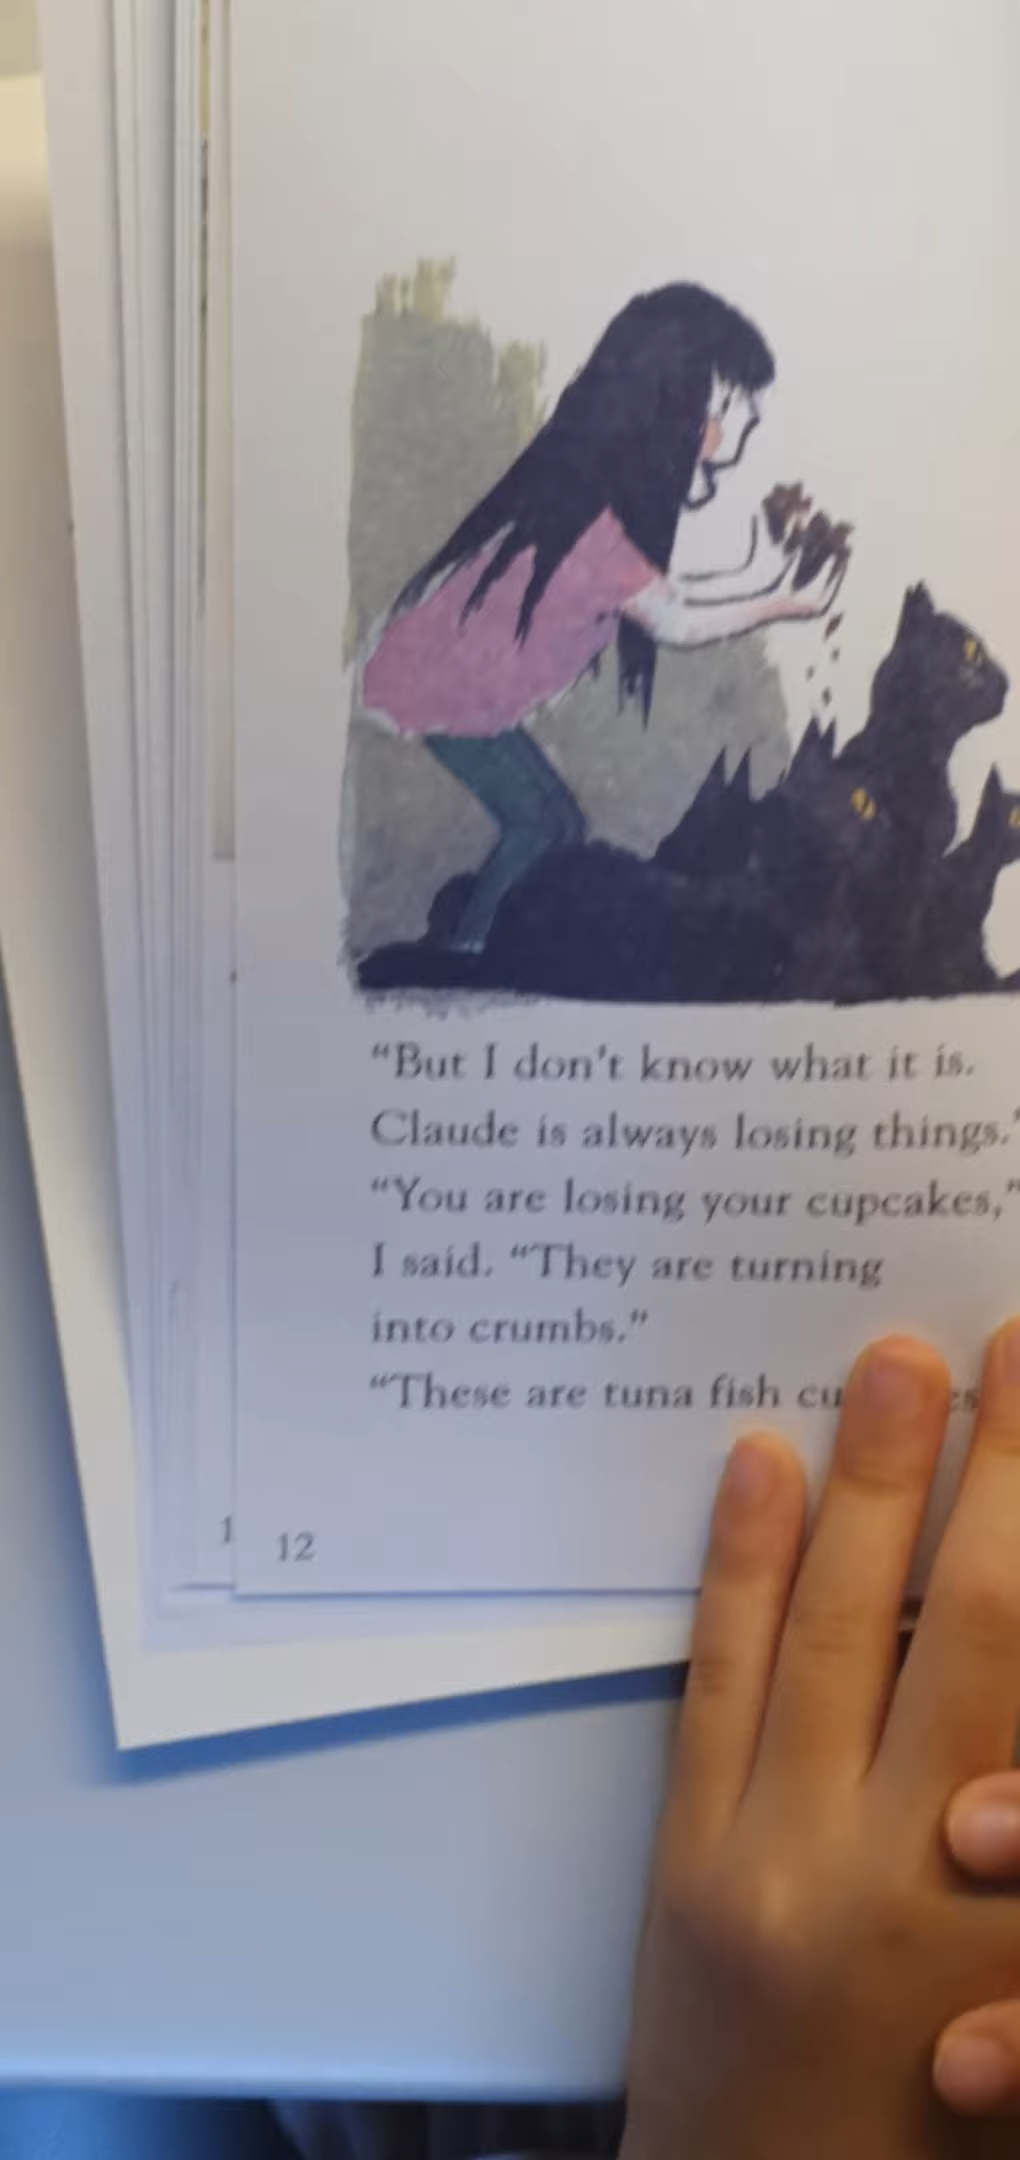 “But I don’t know what it is.
Claude is always losing things.”
“You are losing your cupcakes,”
I said. “They are turning
into crumbs.”
“These are tuna fish
12
1